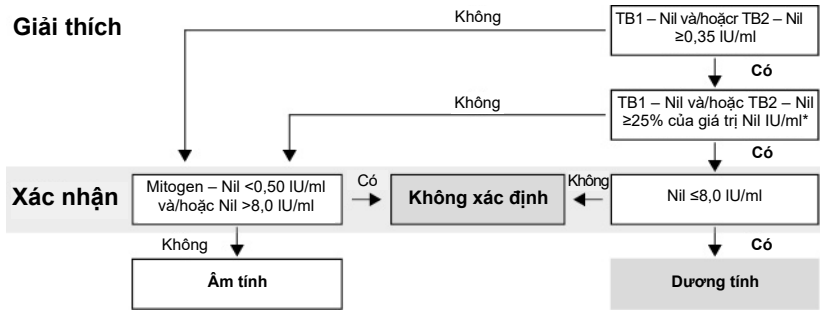 Giải thích
TB1 – Nil và/hoặcr TB2 – Nil
≥0,35 IU/ml
Không
Có
TB1 – Nil và/hoặc TB2 – Nil
≥25% của giá trị Nil IU/ml*
Không
Có
Xác nhận
Mitogen – Nil <0,50 IU/ml
và/hoặc Nil >8,0 IU/ml
Có
Không xác định
Không
Nil ≤8,0 IU/ml
Không
Có
Âm tính
Dương tính